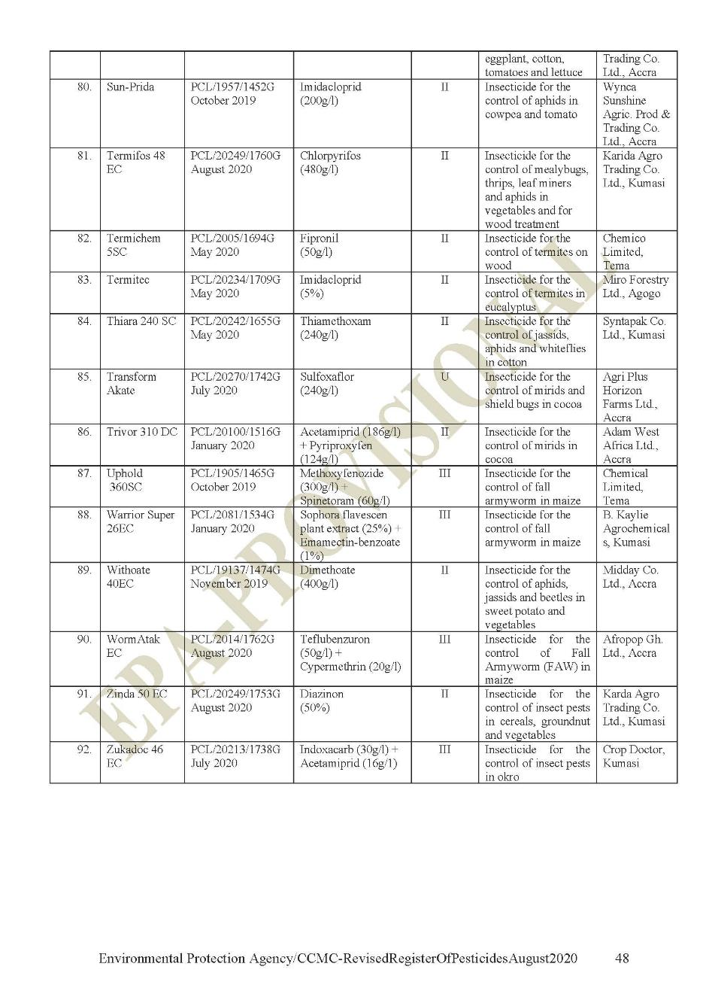 eggplant, cotton, tomatoes and lettuce
Trading Co. Ltd., Accra
80. Sun-Prida PCL/1957/1452G Imidacloprid II Insecticide for the Wynca
October 2019 (200g/l) control of aphids in Sunshine
cowpea and tomato Agric. Prod &
Trading Co.
Ltd., Accra
81. Termifos 48 PCL/20249/1760G Chlorpyrifos II Insecticide for the Karida Agro
EC August 2020 (480g/l) control of mealybugs, Trading Co.
thrips, leaf miners Ltd., Kumasi
and aphids in
vegetables and for
wood treatment
82. Termichem PCL/2005/1694G Fipronil II Insecticide for the Chemico
5SC May 2020 (50g/l) control of termites on Limited,
wood Tema
83. Termitec PCL/20234/1709G Imidacloprid II Insecticide for the Miro Forestry
May 2020 (5%) control of termites in Ltd., Agogo
eucalyptus
84. Thiara 240 SC PCL/20242/1655G Thiamethoxam II Insecticide for the Syntapak Co.
May 2020 (240g/l) control of jassids, Ltd., Kumasi
aphids and whiteflies
in cotton
85. Transform PCL/20270/1742G Sulfoxaflor U Insecticide for the Agri Plus
Akate July 2020 (240g/l) control of mirids and Horizon
shield bugs in cocoa Farms Ltd.,
Accra
86. Trivor 310 DC PCL/20100/1516G Acetamiprid (186g/l) II Insecticide for the Adam West
January 2020 + Pyriproxyfen control of mirids in Africa Ltd.,
(124g/l) cocoa Accra
87. Uphold PCL/1905/1465G Methoxyfenozide III Insecticide for the Chemical
360SC October 2019 (300g/l) + control of fall Limited,
Spinetoram (60g/l) armyworm in maize Tema
88. Warrior Super PCL/2081/1534G Sophora flavescen III Insecticide for the B. Kaylie
26EC January 2020 plant extract (25%) + control of fall Agrochemical
Emamectin-benzoate armyworm in maize s, Kumasi
(1%)
89. Withoate PCL/19137/1474G Dimethoate II Insecticide for the Midday Co.
40EC November 2019 (400g/l) control of aphids, Ltd., Accra
jassids and beetles in
sweet potato and
vegetables
90. WormAtak PCL/2014/1762G Teflubenzuron III Insecticide for the Afropop Gh.
EC August 2020 (50g/l) + control of Fall Ltd., Accra
Cypermethrin (20g/l) Armyworm (FAW) in
maize
91. Zinda 50 EC PCL/20249/1753G Diazinon II Insecticide for the Karda Agro
August 2020 (50%) control of insect pests Trading Co.
in cereals, groundnut Ltd., Kumasi
and vegetables
92. Zukadoc 46 PCL/20213/1738G Indoxacarb (30g/l) + III Insecticide for the Crop Doctor,
EC July 2020 Acetamiprid (16g/1) control of insect pests Kumasi
in okro
EPA-PROVISIONAL
Environmental Protection Agency/CCMC-RevisedRegisterOfPesticidesAugust2020 48